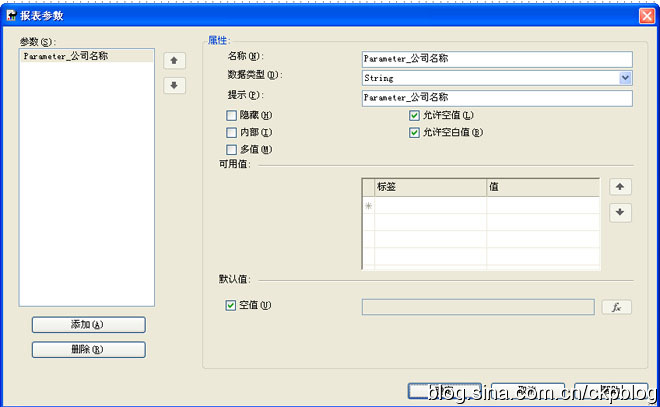 报表参数
参数(S):
Parameter_公司名称
添加(A)
删除(R)
属性:
名称(N):
Parameter_公司名称
数据类型(D):
String
提示(P):
Parameter_公司名称
隐藏(H)
允许空值(L)
内部(I)
允许空白值(B)
多值(M)
可用值:
标签 值
默认值:
空值(U)
fx
取消
blog.sina.com.cn/ckpblog